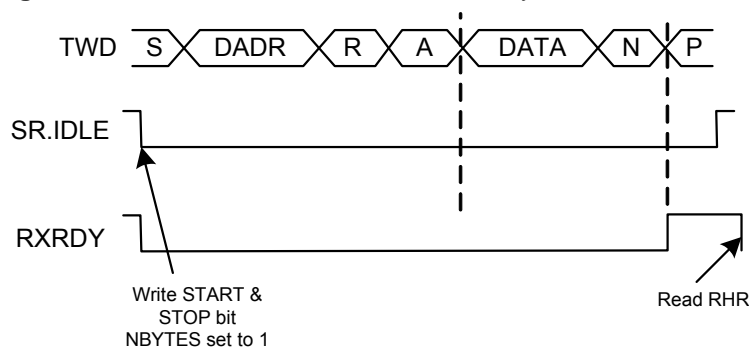 TWD S DADR R A DATA N P
SR.IDLE
RXRDY
Write START &
STOP bit
NBYTES set to 1
Read RHR